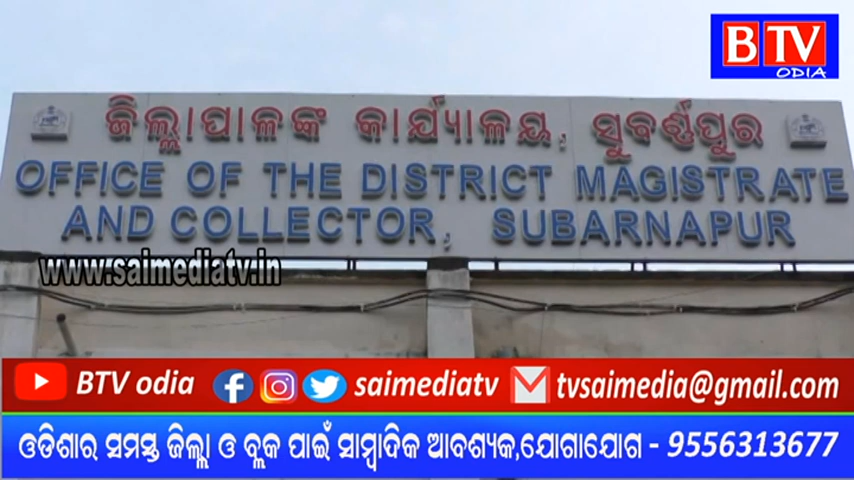 BTV
ODIA
ଜିଲ୍ଲାପାଳଙ୍କ କାର୍ଯ୍ୟାଳୟ, ସୁବର୍ଣ୍ଣପୁର
OFFICE OF THE DISTRICT MAGISTRATE
AND COLLECTOR, SUBARNAPUR
www.saimediatv.in
BTV odia saimediatv tvsaimedia@gmail.com
ଓଡିଶାର ସମସ୍ତ ଜିଲ୍ଲା ଓ ବ୍ଲକ ପାଇଁ ସାମ୍ବାଦିକ ଆବଶ୍ୟକ,ଯୋଗାଯୋଗ - 9556313677